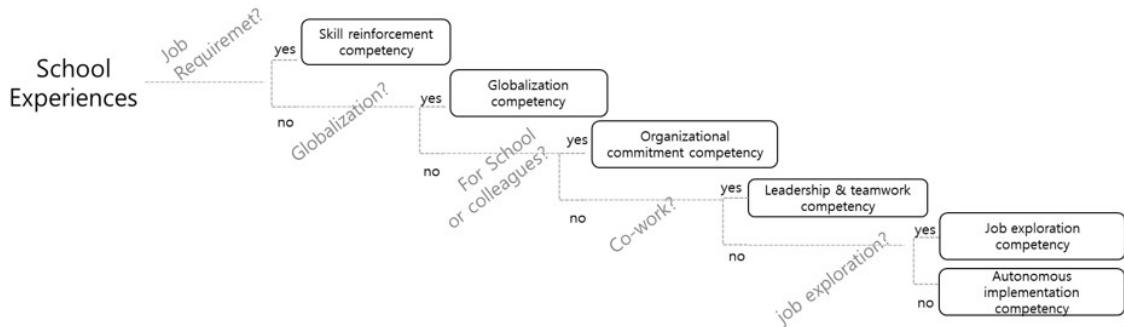 School
Experiences
Job
Requiremet?
yes
Skill reinforcement
competency
no
Globalization?
yes
Globalization
competency
no
For School
or colleagues?
yes
Organizational
commitment competency
no
Co-work?
yes
Leadership & teamwork
competency
no
job exploration?
yes
Job exploration
competency
no
Autonomous
implementation
competency